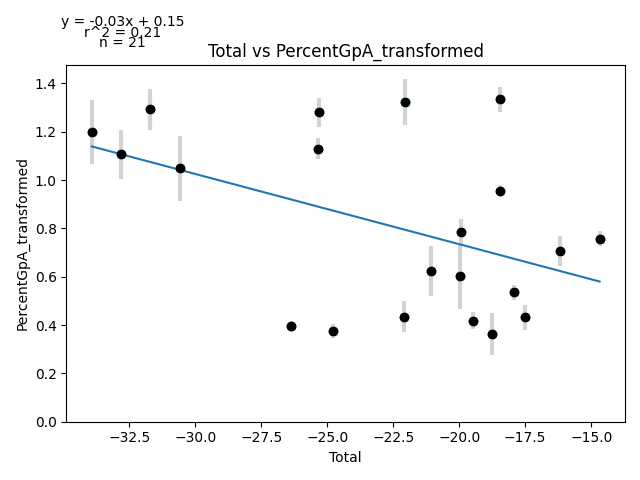 y = -0.03x + 0.15
r^2 = 0.21
n = 21
Total vs PercentGpA_transformed
PercentGpA_transformed
1.4
1.2
1.0
0.8
0.6
0.4
0.2
0.0
−32.5 −30.0 −27.5 −25.0 −22.5 −20.0 −17.5 −15.0
Total